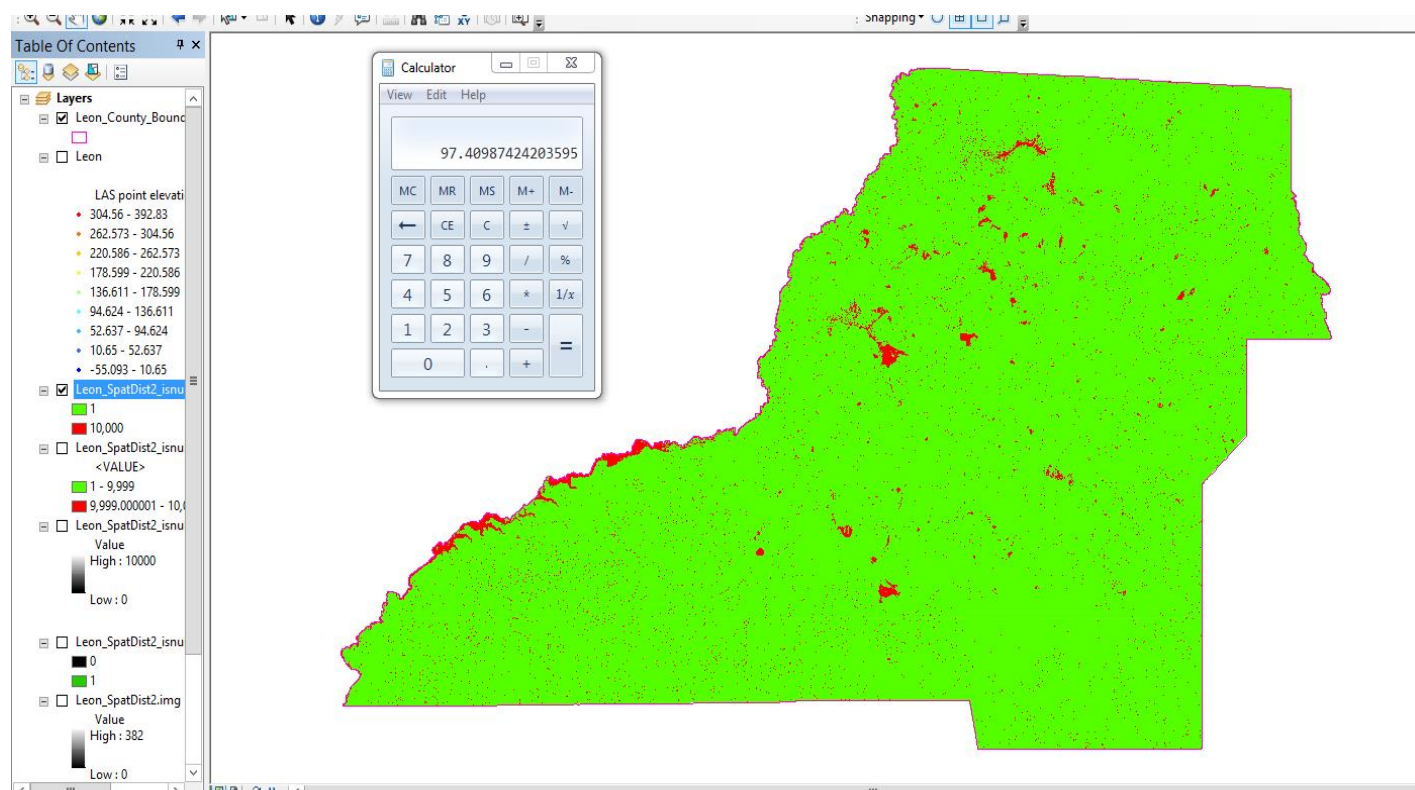 Snapping
Table Of Contents
Layers
Leon_County_Bound
Leon
LAS point elevati
304.56 - 392.83
262.573 - 304.56
220.586 - 262.573
178.599 - 220.586
136.611 - 178.599
94.624 - 136.611
52.637 - 94.624
10.65 - 52.637
-55.093 - 10.65
Leon_SpatDist2_isnu
1
10,000
Leon_SpatDist2_isnu
<VALUE>
1 - 9,999
9,999.000001 - 10,0
Leon_SpatDist2_isnu
Value
High : 10000
Low : 0
Leon_SpatDist2_isnu
0
1
Leon_SpatDist2.img
Value
High : 382
Low : 0
Calculator
View Edit Help
97.40987424203595
MC MR MS M+ M-
← CE C ± √
7 8 9 / %
4 5 6 * 1/x
1 2 3 - =
0 . +